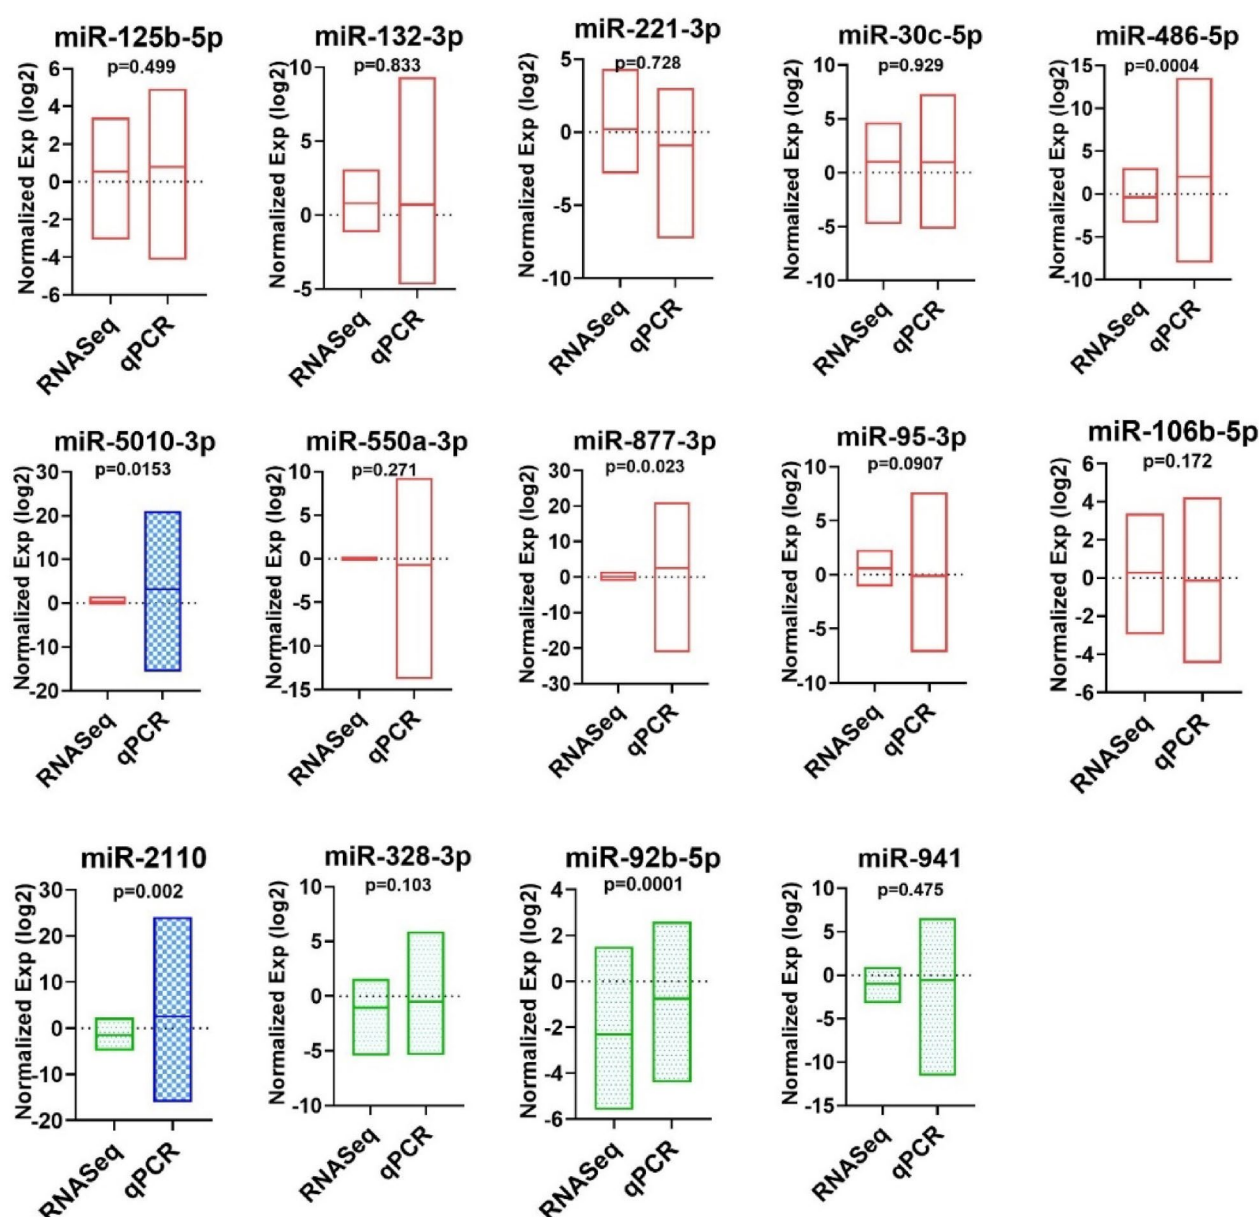 miR-125b-5p
p=0.499
Normalized Exp (log2)
6
4
2
0
-2
-4
-6
RNASeq
qPCR
miR-132-3p
p=0.833
Normalized Exp (log2)
10
5
0
-5
RNASeq
qPCR
miR-221-3p
p=0.728
Normalized Exp (log2)
5
0
-5
-10
RNASeq
qPCR
miR-30c-5p
p=0.929
Normalized Exp (log2)
10
5
0
-5
-10
RNASeq
qPCR
miR-486-5p
p=0.0004
Normalized Exp (log2)
15
10
5
0
-5
-10
RNASeq
qPCR
miR-5010-3p
p=0.0153
Normalized Exp (log2)
30
20
10
0
-10
-20
RNASeq
qPCR
miR-550a-3p
p=0.271
Normalized Exp (log2)
10
5
0
-5
-10
-15
RNASeq
qPCR
miR-877-3p
p=0.0.023
Normalized Exp (log2)
30
20
10
0
-10
-20
-30
RNASeq
qPCR
miR-95-3p
p=0.0907
Normalized Exp (log2)
10
5
0
-5
-10
RNASeq
qPCR
miR-106b-5p
p=0.172
Normalized Exp (log2)
6
4
2
0
-2
-4
-6
RNASeq
qPCR
miR-2110
p=0.002
Normalized Exp (log2)
30
20
10
0
-10
-20
RNASeq
qPCR
miR-328-3p
p=0.103
Normalized Exp (log2)
10
5
0
-5
-10
RNASeq
qPCR
miR-92b-5p
p=0.0001
Normalized Exp (log2)
4
2
0
-2
-4
-6
RNASeq
qPCR
miR-941
p=0.475
Normalized Exp (log2)
10
5
0
-5
-10
-15
RNASeq
qPCR